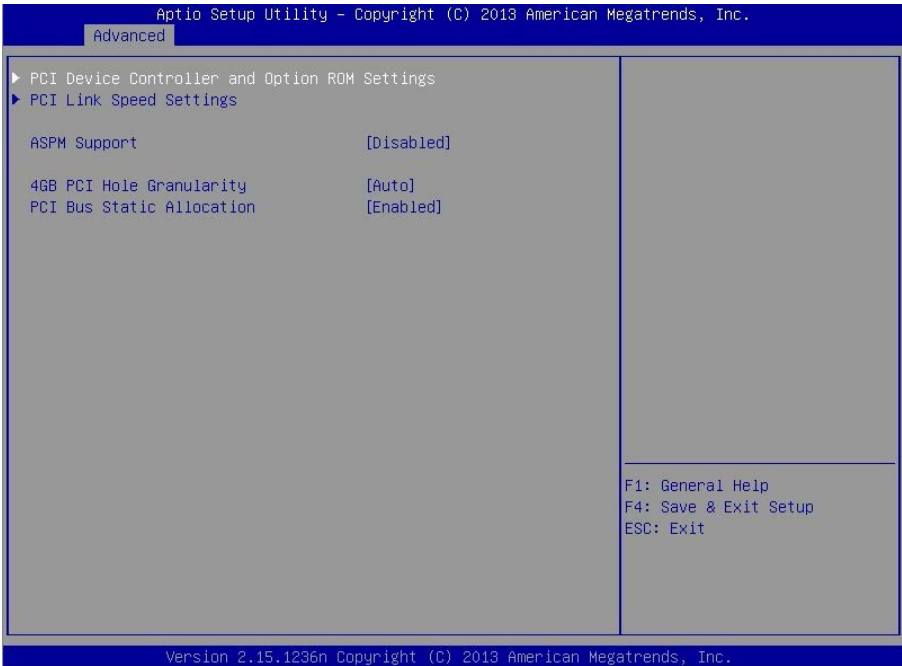 Aptio Setup Utility – Copyright (C) 2013 American Megatrends, Inc.
Advanced
PCI Device Controller and Option ROM Settings
PCI Link Speed Settings
ASPM Support [Disabled]
4GB PCI Hole Granularity [Auto]
PCI Bus Static Allocation [Enabled]
F1: General Help
F4: Save & Exit Setup
ESC: Exit
Version 2.15.1236n Copyright (C) 2013 American Megatrends, Inc.